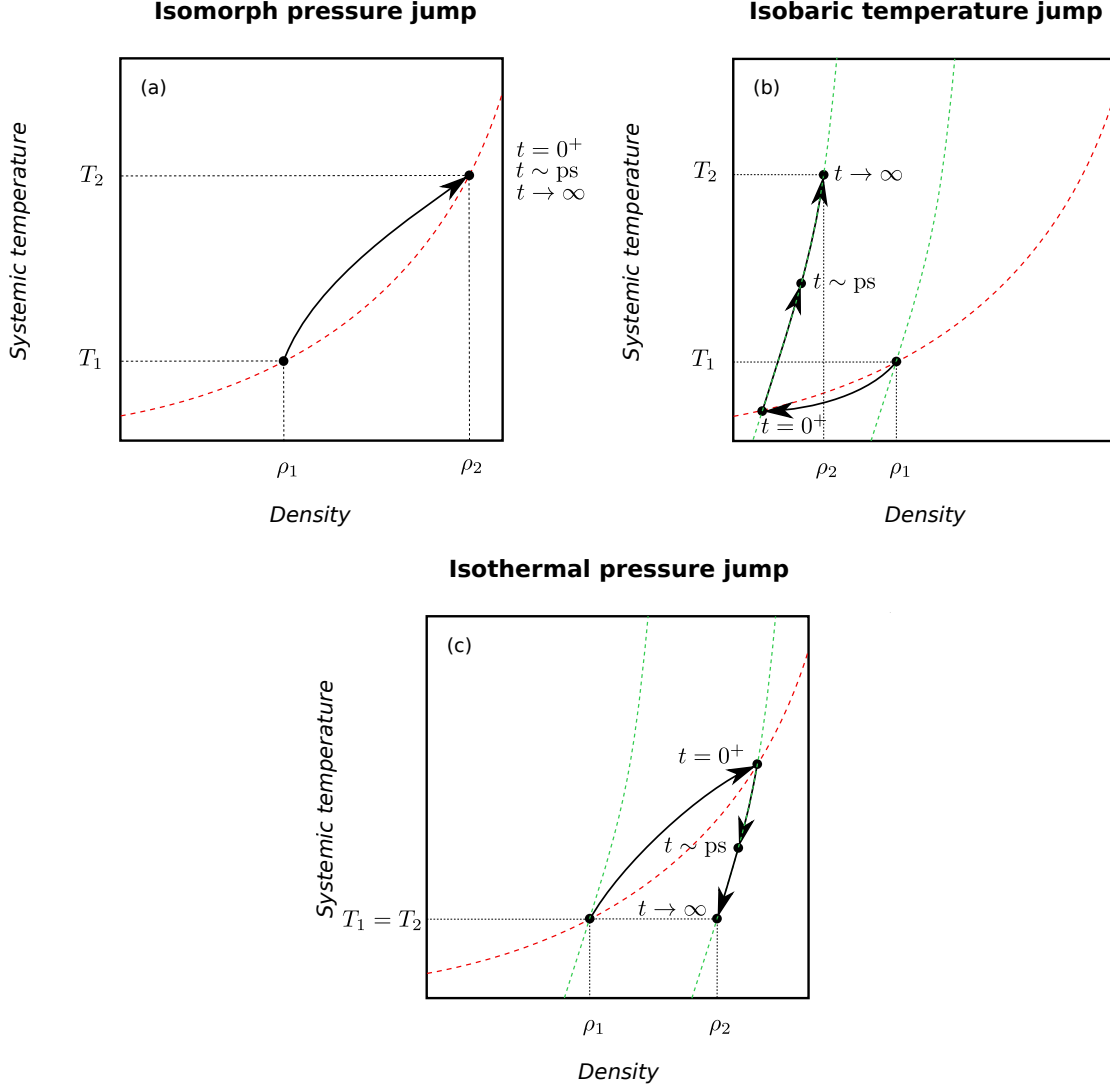 Isomorph pressure jump
(a)
Systemic temperature
T₂
T₁
t = 0⁺
t ∼ ps
t → ∞
ρ₁
ρ₂
Density
Isobaric temperature jump
(b)
Systemic temperature
T₂
T₁
t → ∞
t ∼ ps
t = 0⁺
ρ₂
ρ₁
Density
Isothermal pressure jump
(c)
Systemic temperature
t = 0⁺
t ∼ ps
t → ∞
T₁ = T₂
ρ₁
ρ₂
Density